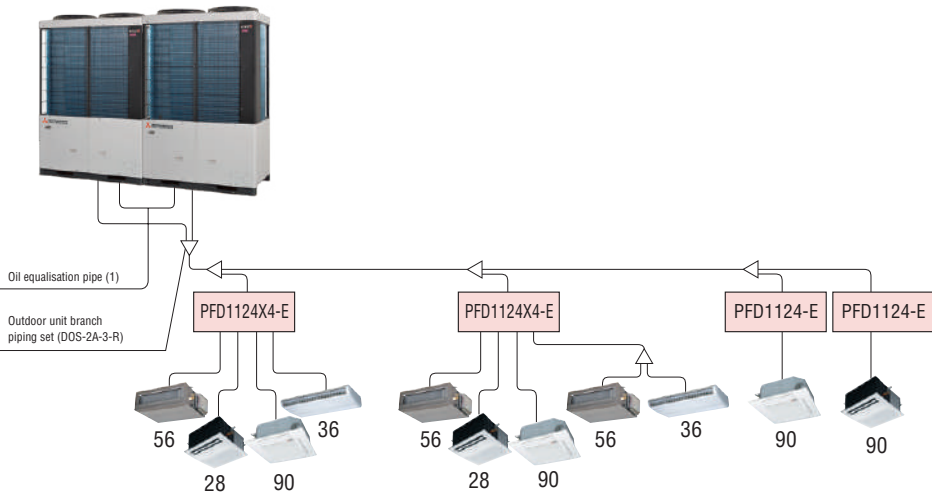 Oil equalisation pipe (1)
Outdoor unit branch
piping set (DOS-2A-3-R)
PFD1124X4-E
PFD1124X4-E
PFD1124-E
PFD1124-E
56
36
56
56
36
90
90
28
90
28
90